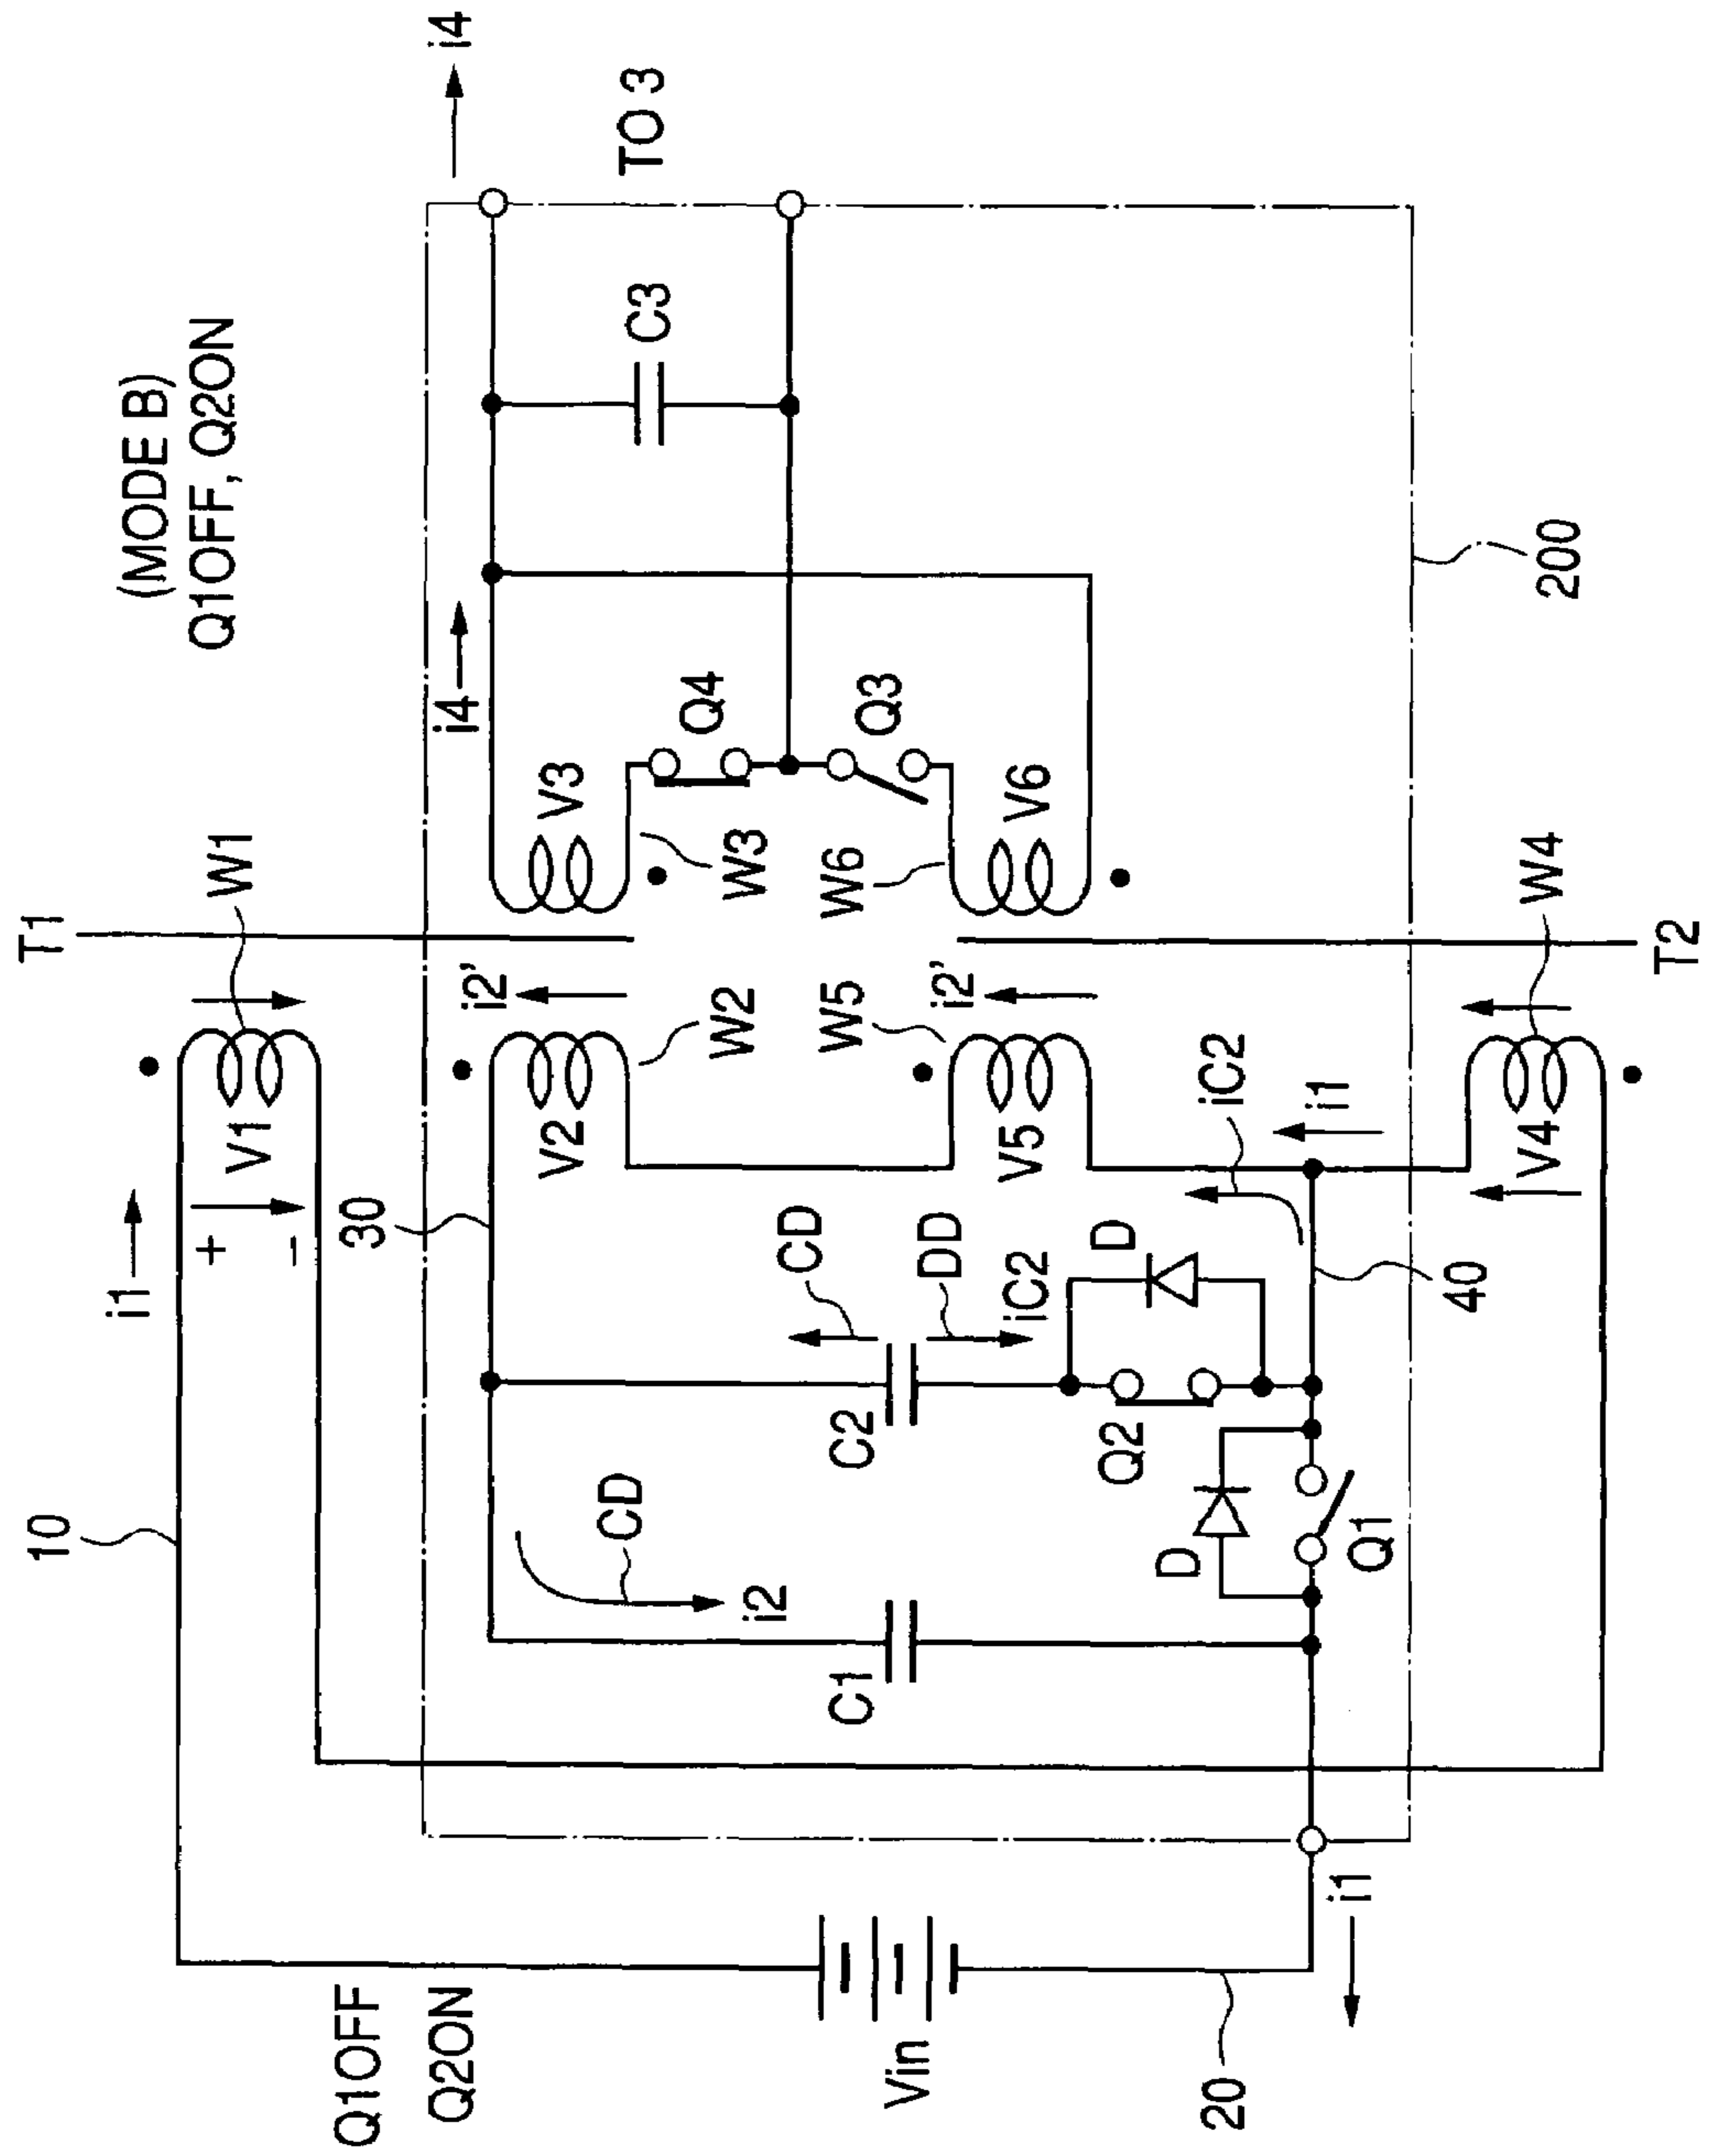 (MODE B)
Q1OFF, Q2ON
Q1OFF
Q2ON
10
i1
+
V1
−
W1
T1
30
i2'
V2
W2
V3
W3
i4
i4
TO 3
CD
i2
C1
CD
DD
iC2
C2
Q2
D
D
Q1
V5
W5
i2'
iC2
i1
40
Q4
Q3
V6
W6
C3
Vin
20
i1
V4
W4
T2
200